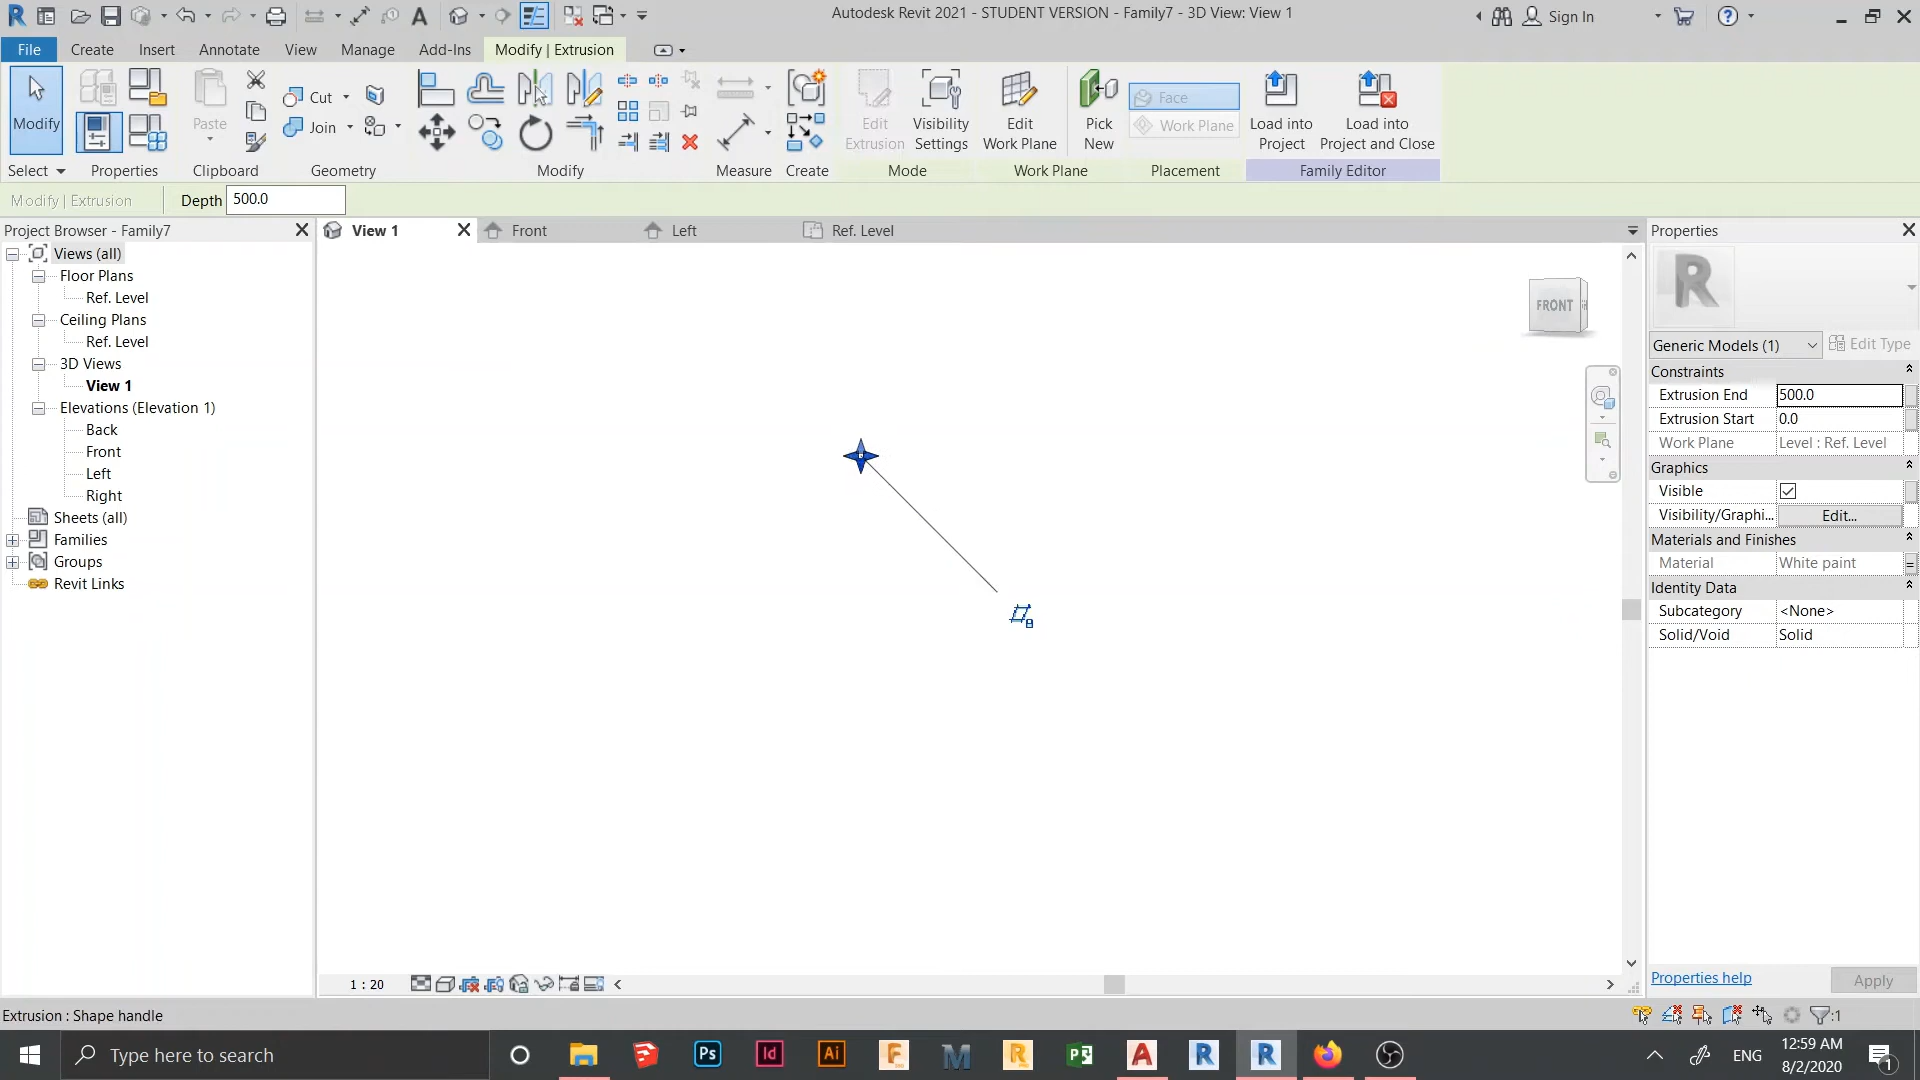 Autodesk Revit 2021 - STUDENT VERSION - Family7 - 3D View: View 1
Sign In
File
Create
Insert
Annotate
View
Manage
Add-Ins
Modify | Extrusion
Modify
Paste
Cut
Join
Edit
Extrusion
Visibility
Settings
Edit
Work Plane
Pick
New
Face
Work Plane
Load into
Project
Load into
Project and Close
Select
Properties
Clipboard
Geometry
Modify
Measure
Create
Mode
Work Plane
Placement
Family Editor
Modify | Extrusion
Depth
500.0
Project Browser - Family7
View 1
Front
Left
Ref. Level
Properties
Views (all)
Floor Plans
Ref. Level
Ceiling Plans
Ref. Level
3D Views
View 1
Elevations (Elevation 1)
Back
Front
Left
Right
Sheets (all)
Families
Groups
Revit Links
FRONT
R
Generic Models (1)
Edit Type
Constraints
Extrusion End 500.0
Extrusion Start 0.0
Work Plane Level : Ref. Level
Graphics
Visible
Visibility/Graphi... Edit...
Materials and Finishes
Material White paint =
Identity Data
Subcategory <None>
Solid/Void Solid
1 : 20
Properties help
Apply
Extrusion : Shape handle
:1
Type here to search
Ps
Id
Ai
F
M
R
P
A
R
R
ENG
12:59 AM
8/2/2020
1